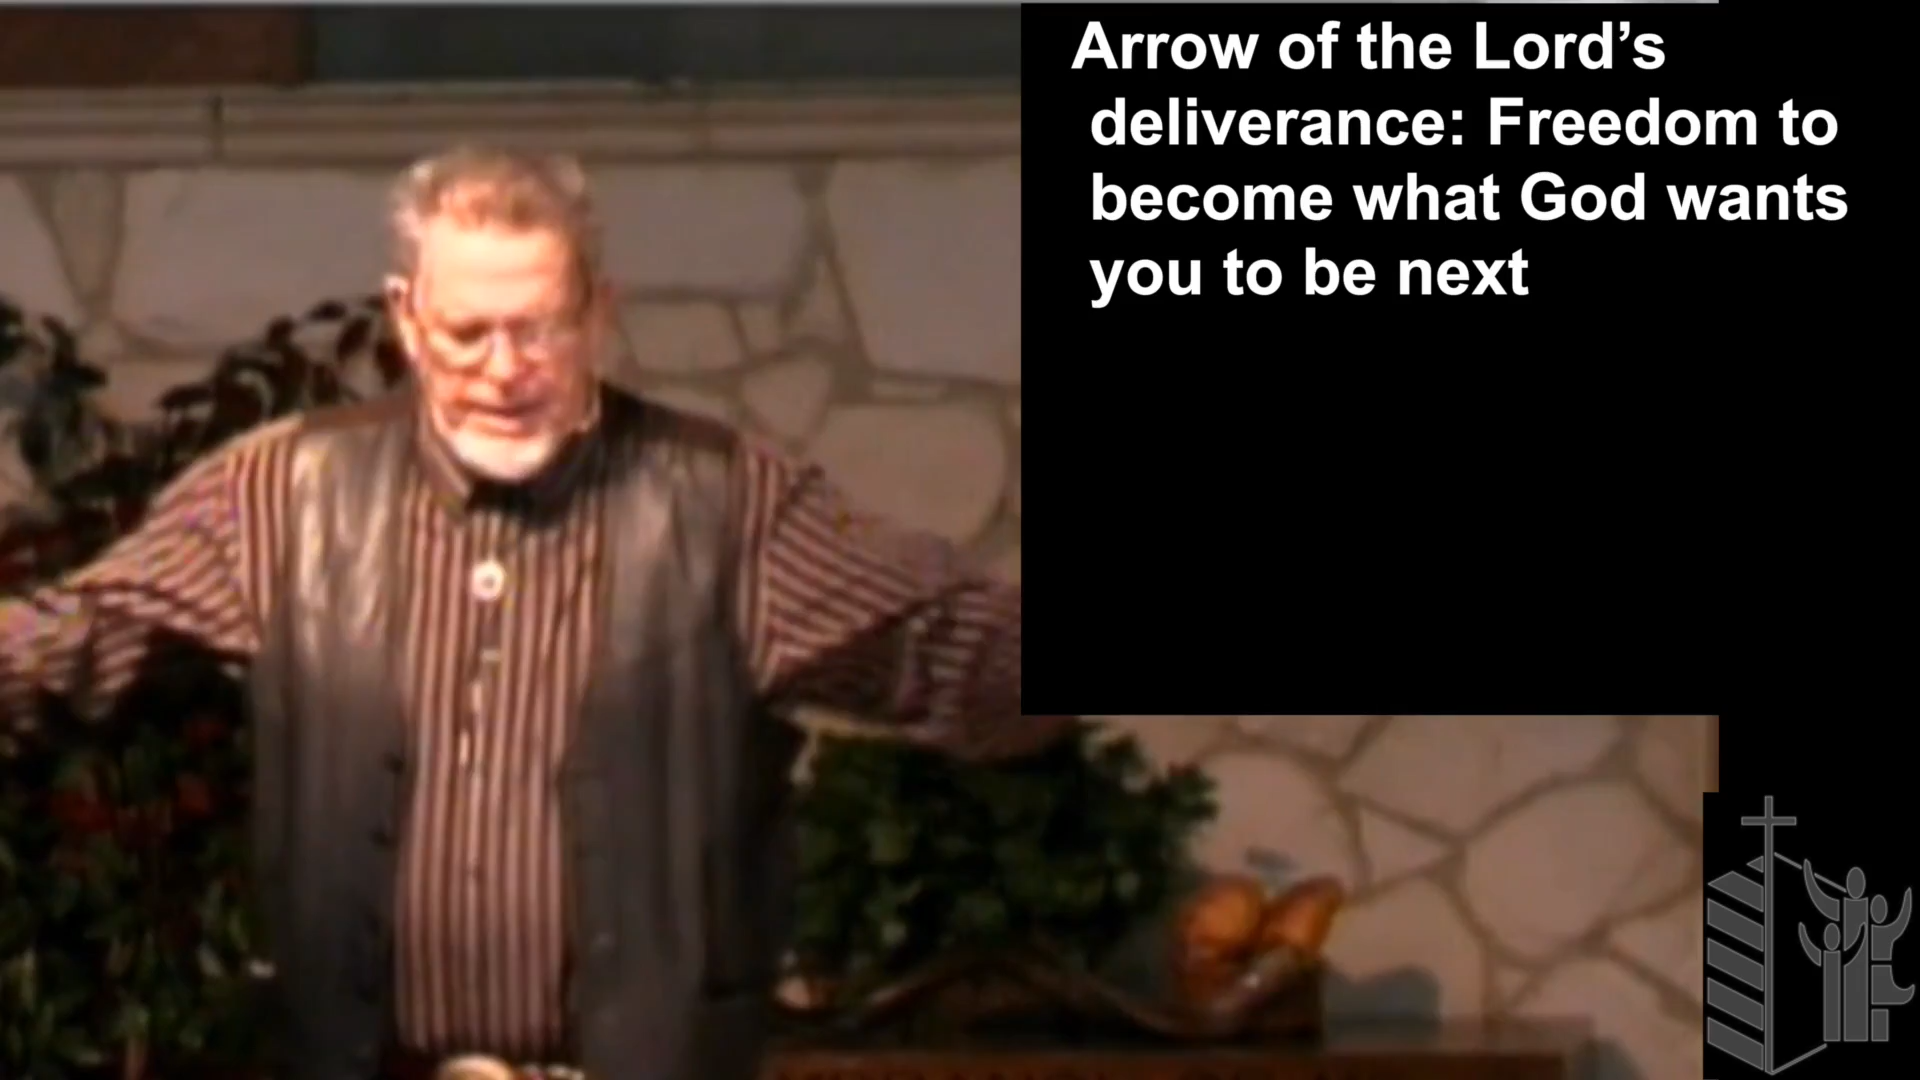 Arrow of the Lord’s
deliverance: Freedom to
become what God wants
you to be next